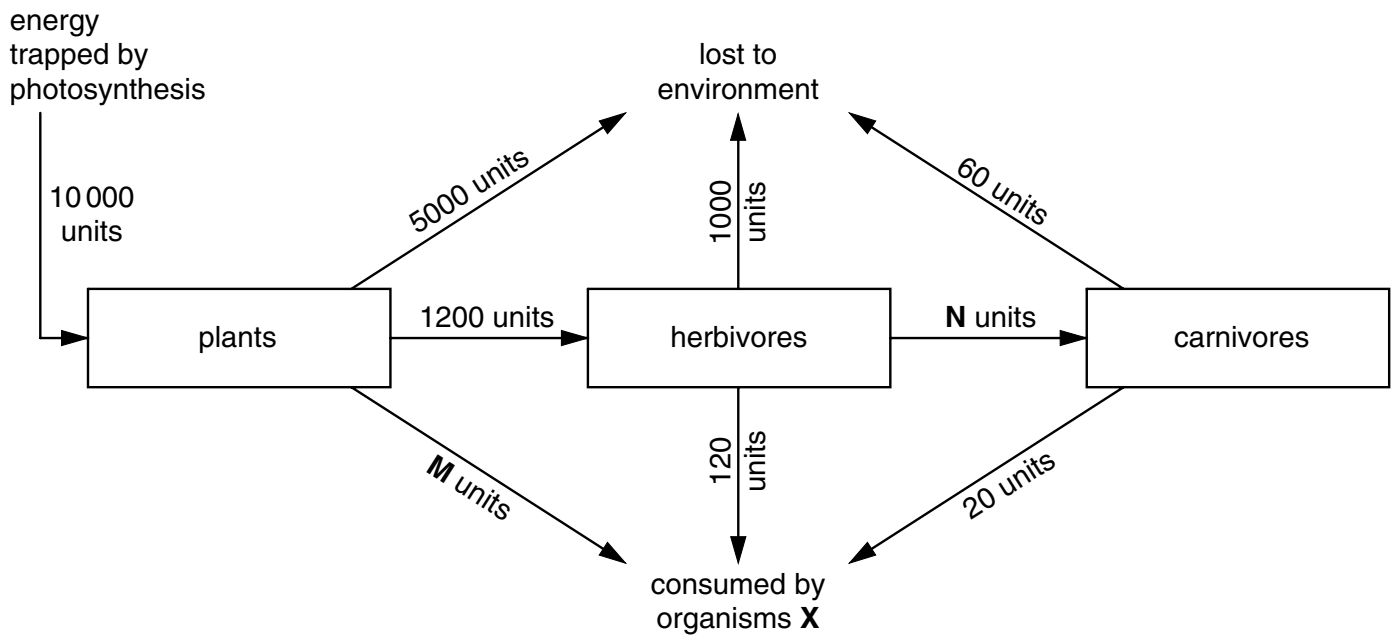 energy
trapped by
photosynthesis
lost to
environment
10 000
units
5000 units
1000
units
60 units
plants
1200 units
herbivores
N units
carnivores
M units
120
units
20 units
consumed by
organisms X